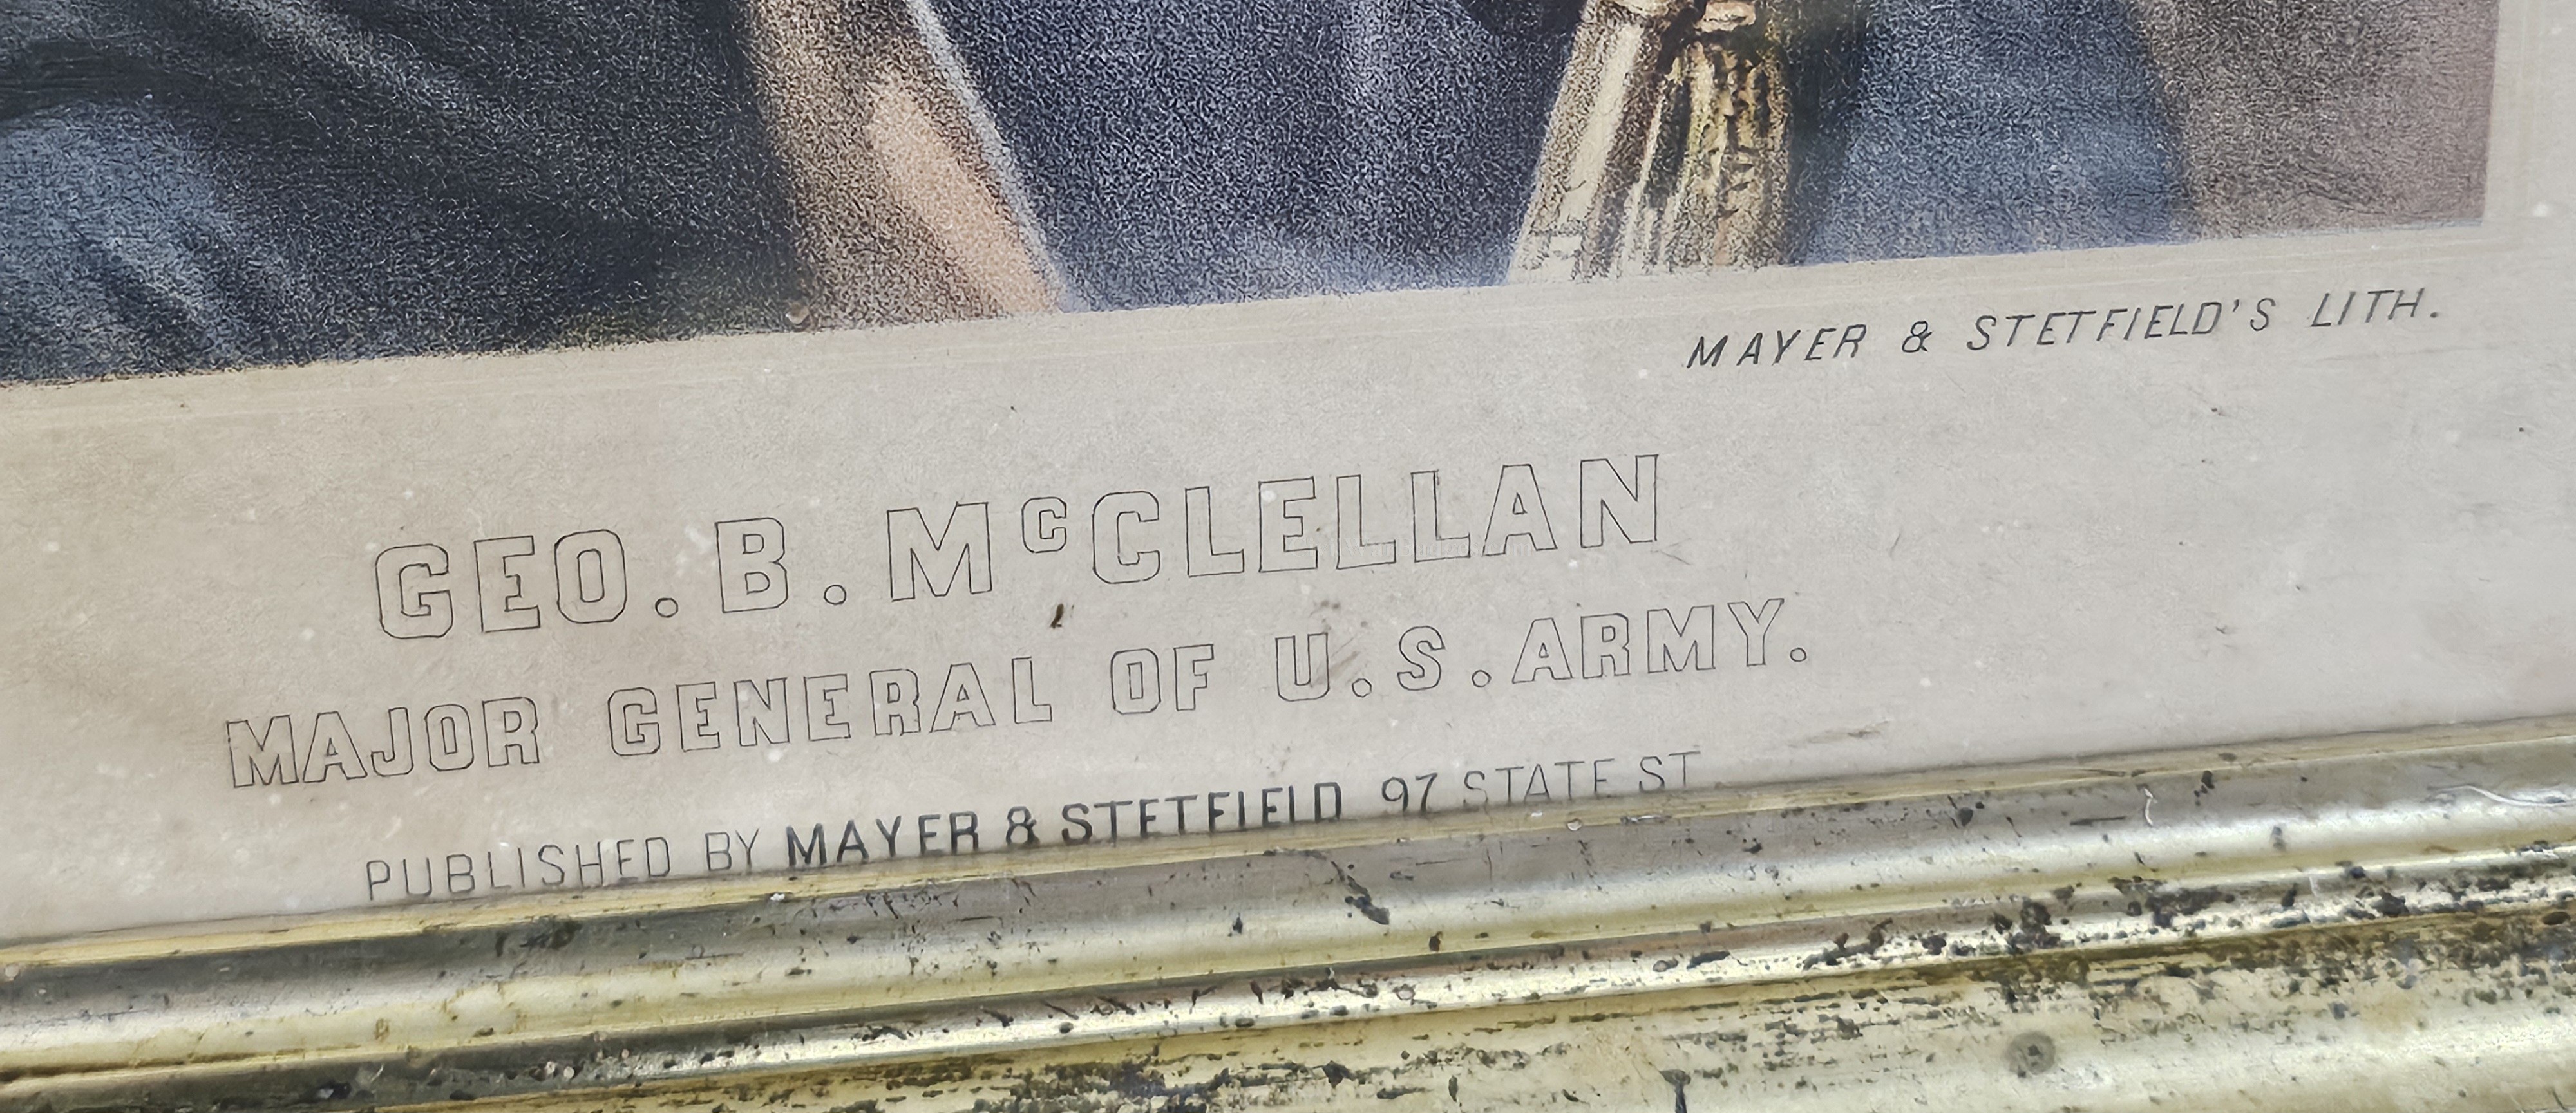 MAYER & STETFIELD'S LITH.
GEO. B. McCLELLAN
MAJOR GENERAL OF U.S. ARMY.
PUBLISHED BY MAYER & STETFIELD 97 STATE ST